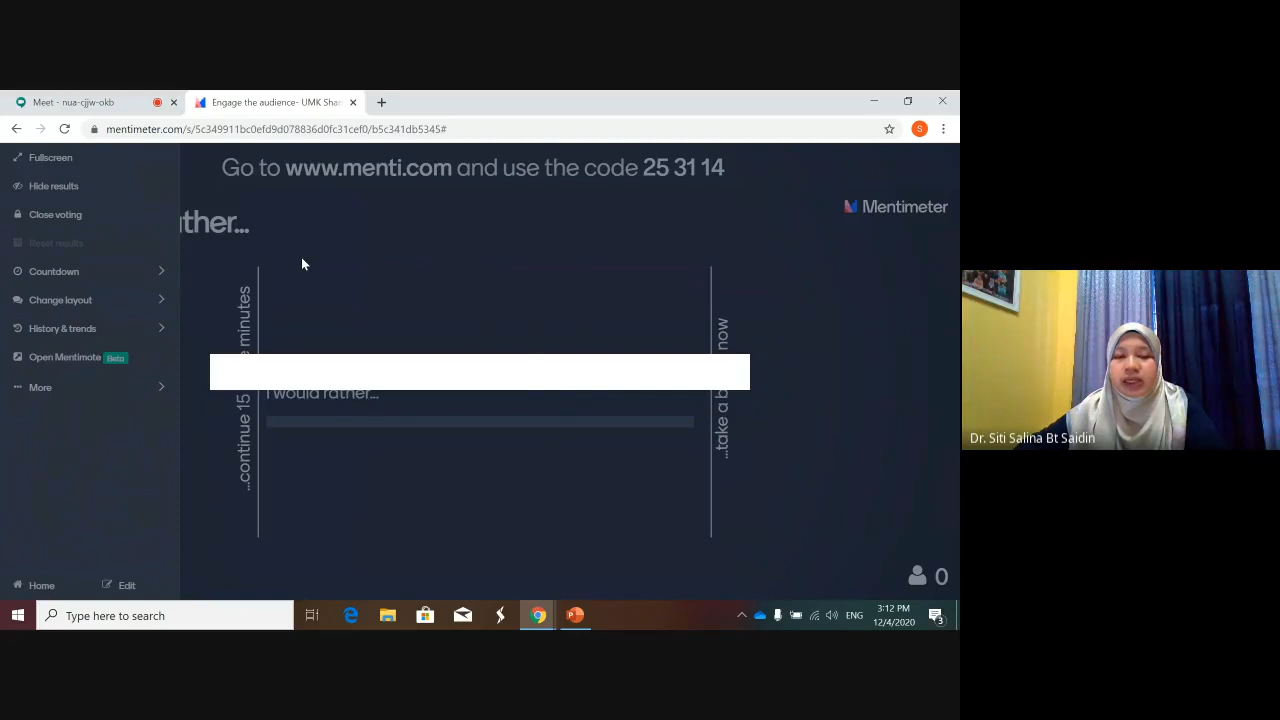 Meet - nua-cjjw-okb
Engage the audience- UMK Shar
mentimeter.com/s/5c349911bc0efd9d078836d0fc31cef0/b5c341db5345#
S
Fullscreen
Hide results
Close voting
Reset results
Countdown
Change layout
History & trends
Open Mentimote Beta
More
Home
Edit
Go to www.menti.com and use the code 25 31 14
Mentimeter
ther...
...continue 15
minutes
I would rather...
...take a b
now
0
Dr. Siti Salina Bt Saidin
Type here to search
ENG
3:12 PM
12/4/2020
3